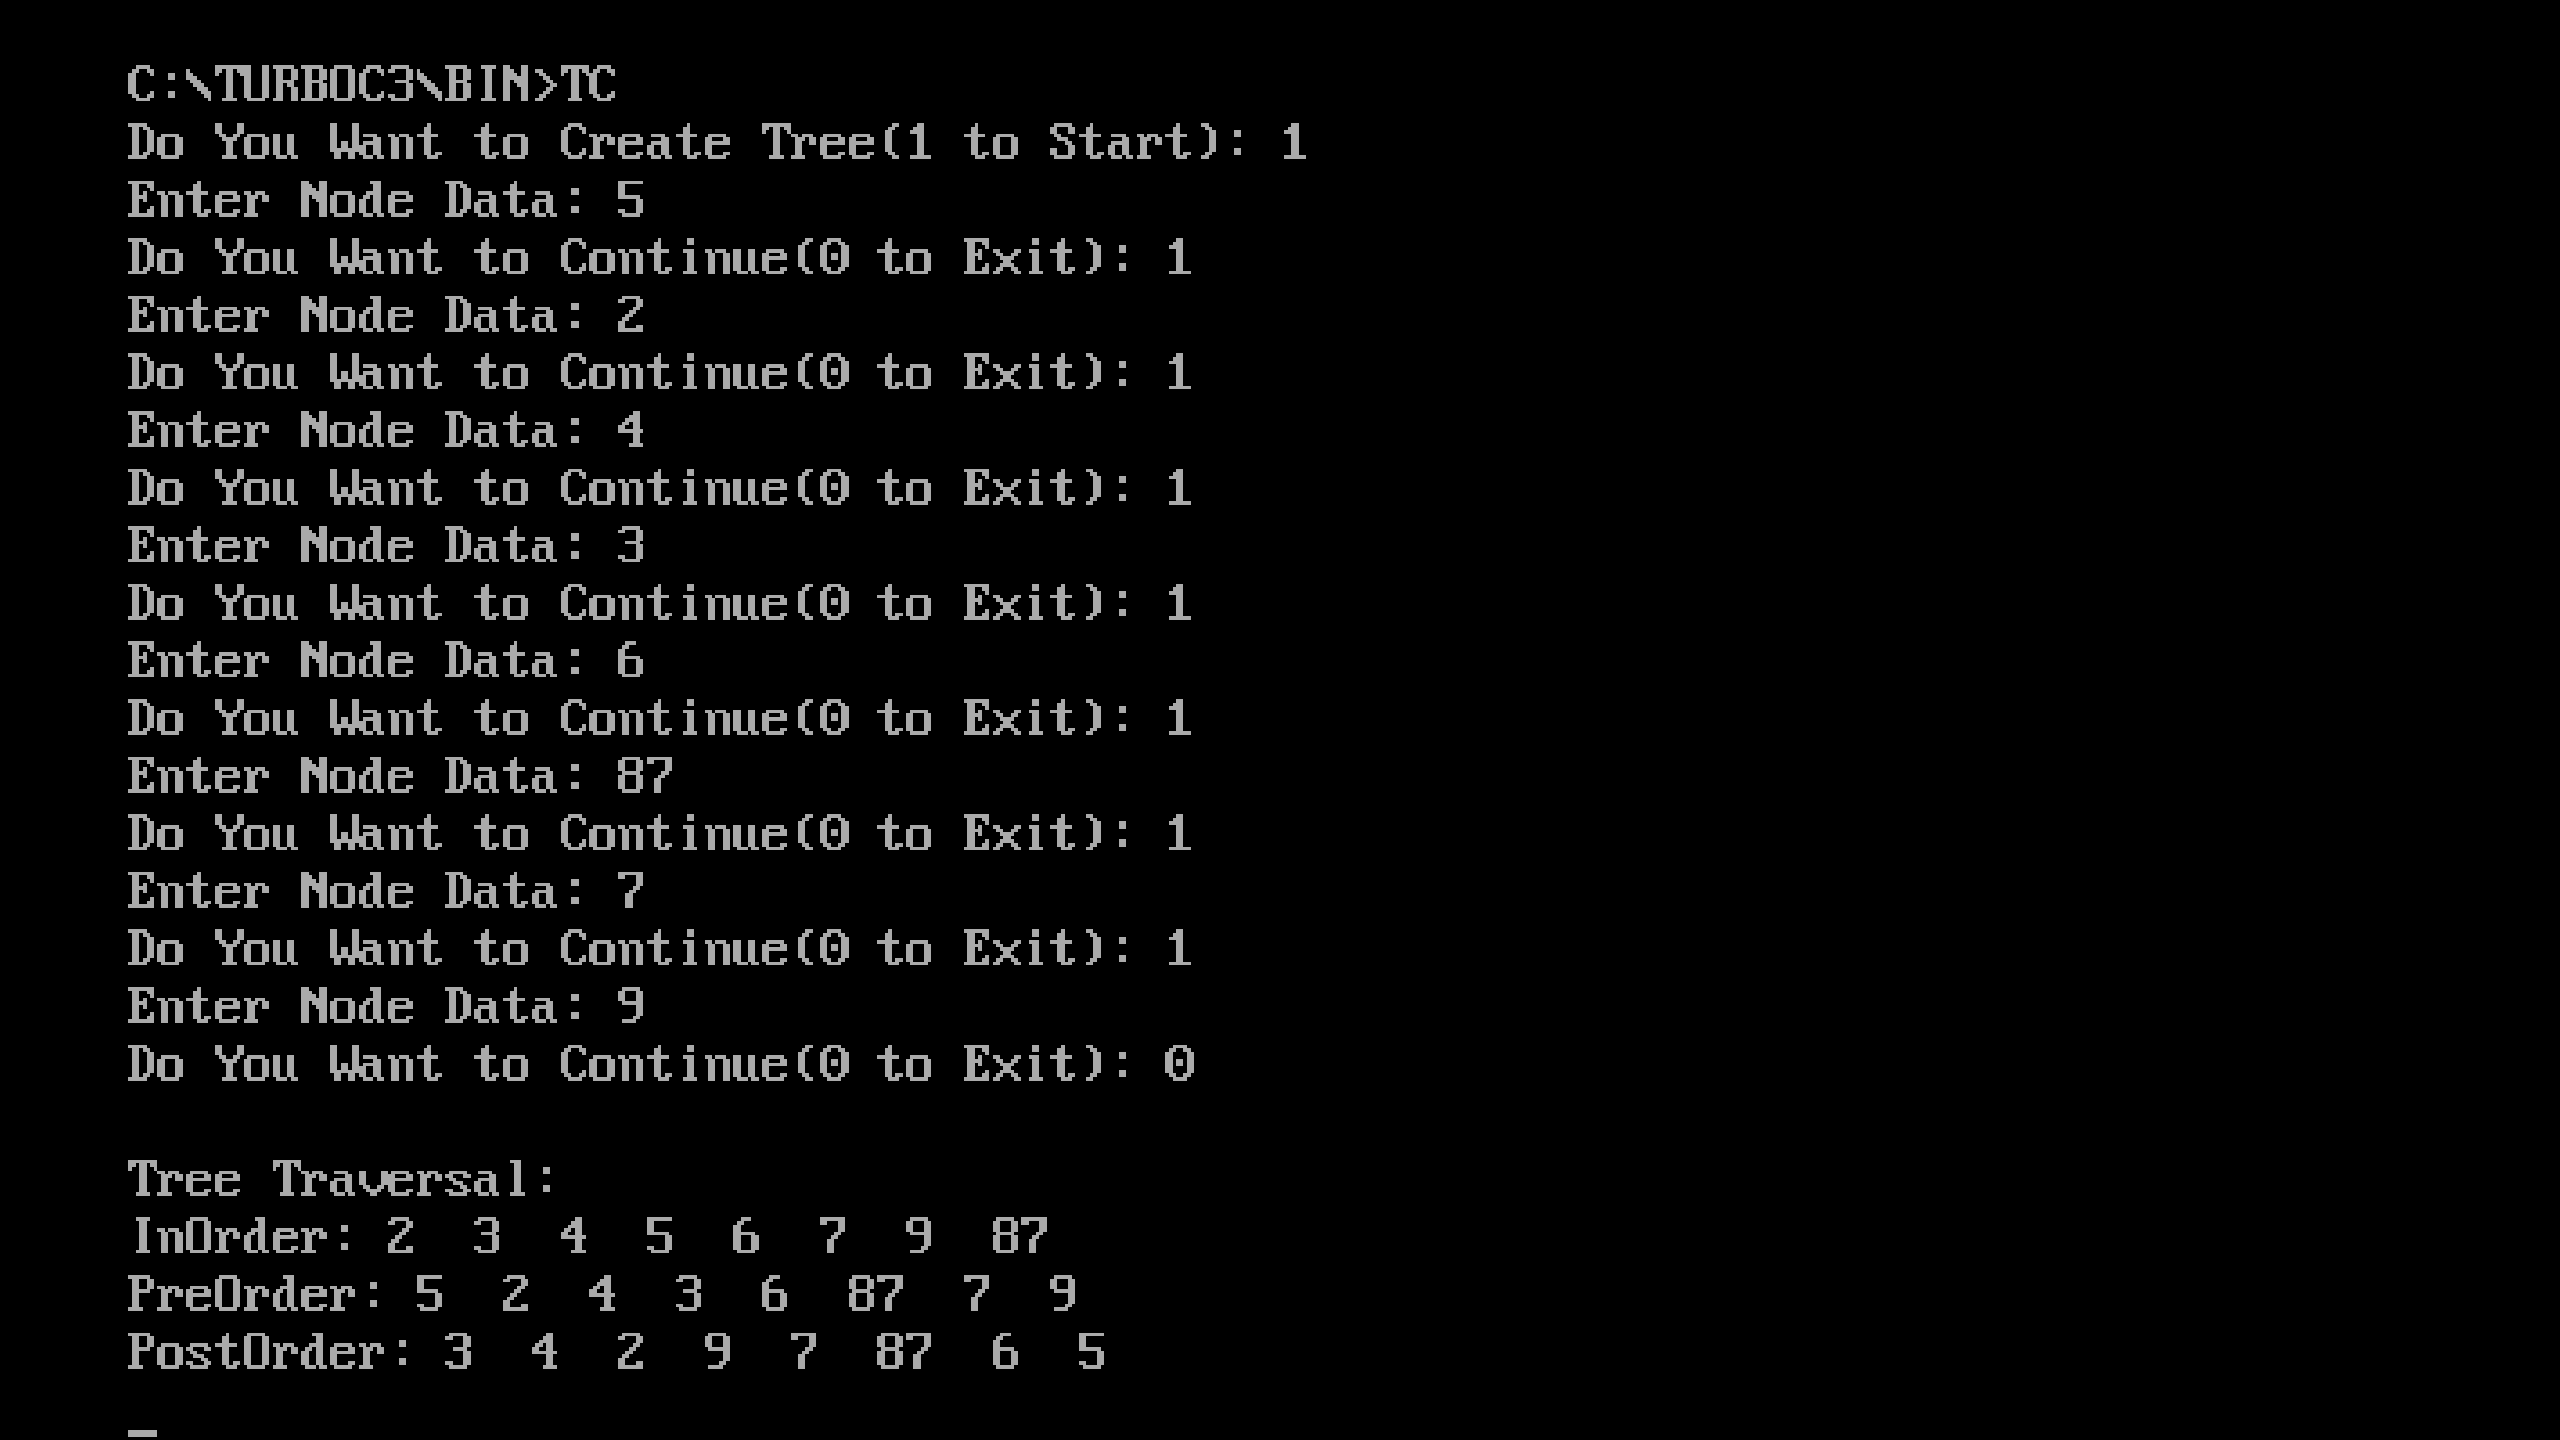 C:\TURBOC3\BIN>TC
Do You Want to Create Tree(1 to Start): 1
Enter Node Data: 5
Do You Want to Continue(0 to Exit): 1
Enter Node Data: 2
Do You Want to Continue(0 to Exit): 1
Enter Node Data: 4
Do You Want to Continue(0 to Exit): 1
Enter Node Data: 3
Do You Want to Continue(0 to Exit): 1
Enter Node Data: 6
Do You Want to Continue(0 to Exit): 1
Enter Node Data: 87
Do You Want to Continue(0 to Exit): 1
Enter Node Data: 7
Do You Want to Continue(0 to Exit): 1
Enter Node Data: 9
Do You Want to Continue(0 to Exit): 0
Tree Traversal:
InOrder: 2  3  4  5  6  7  9  87
PreOrder: 5  2  4  3  6  87  7  9
PostOrder: 3  4  2  9  7  87  6  5
_